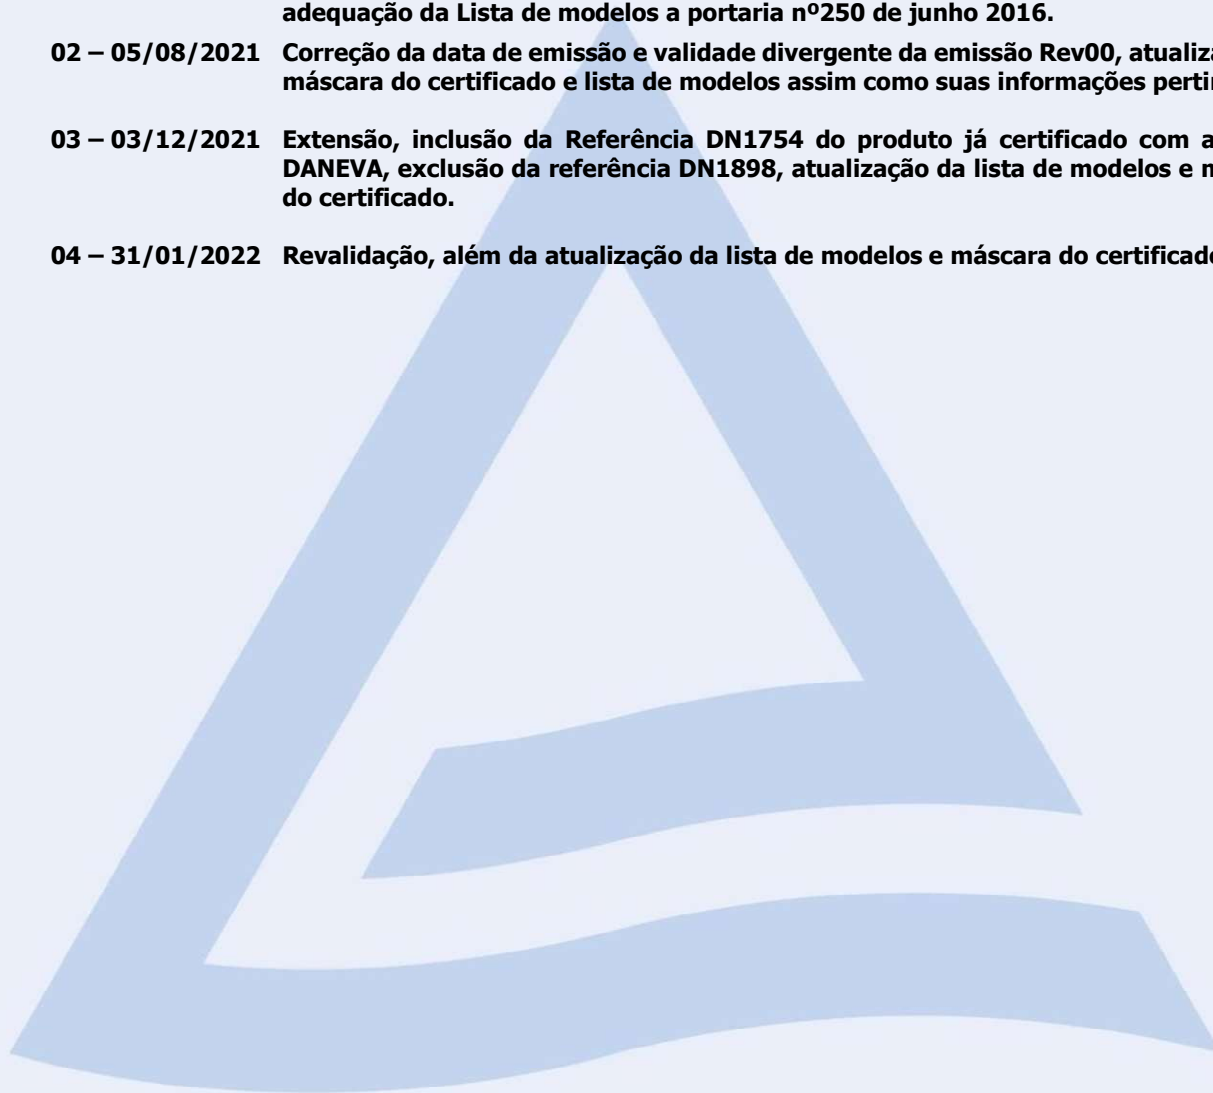 adequação da Lista de modelos a portaria nº250 de junho 2016.
02 – 05/08/2021 Correção da data de emissão e validade divergente da emissão Rev00,
máscara do certificado e lista de modelos assim como suas informações
03 – 03/12/2021 Extensão, inclusão da Referência DN1754 do produto já certificado com a
DANEVA, exclusão da referência DN1898, atualização da lista de modelos e
do certificado.
04 – 31/01/2022 Revalidação, além da atualização da lista de modelos e máscara do